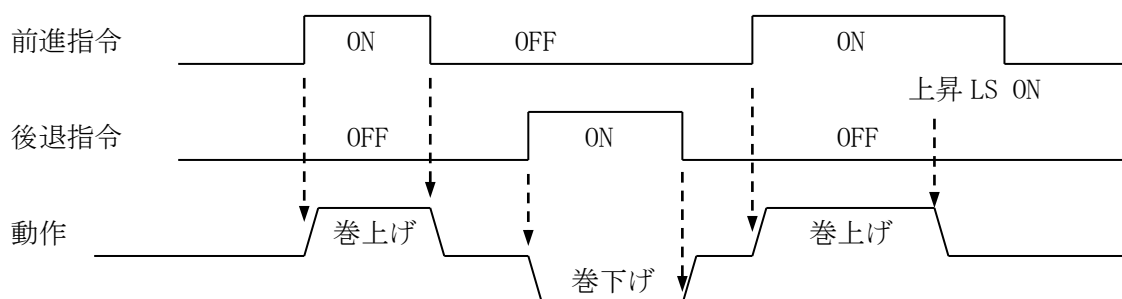 前進指令 ON OFF ON
上昇 LS ON
後退指令 OFF ON OFF
動作 巻上げ 巻上げ
巻下げ